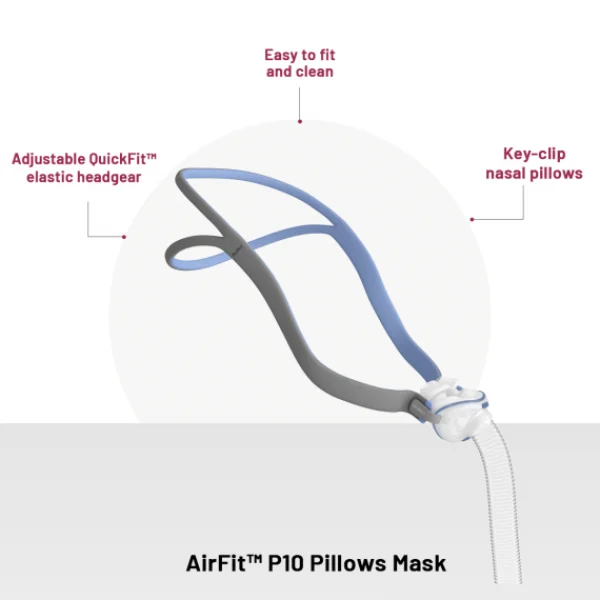 Easy to fit
and clean
Adjustable QuickFit™
elastic headgear
Key-clip
nasal pillows
AirFit™ P10 Pillows Mask